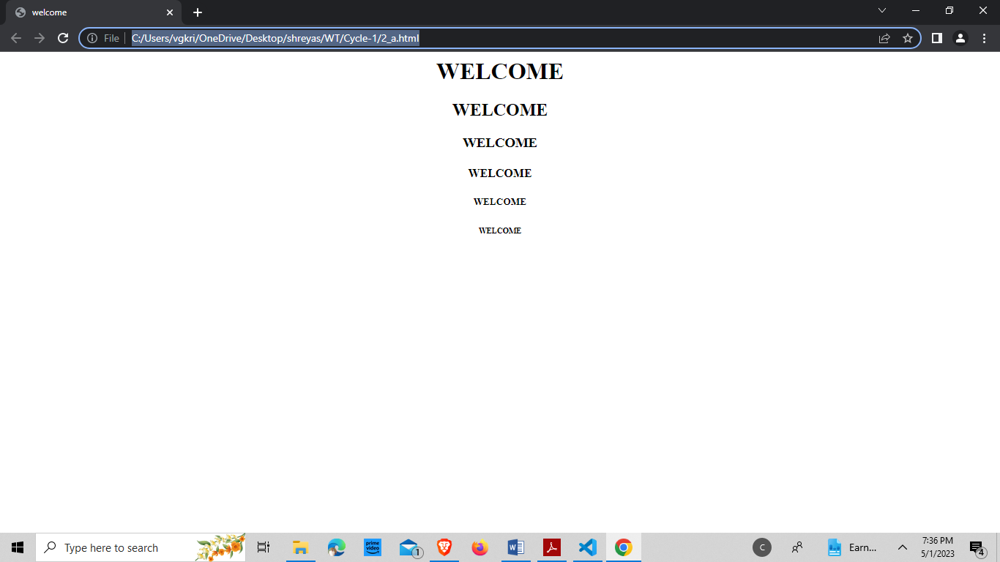 welcome
File
C:/Users/vgkri/OneDrive/Desktop/shreyas/WT/Cycle-1/2_a.html
WELCOME
WELCOME
WELCOME
WELCOME
WELCOME
WELCOME
Type here to search
prime video
1
C
Earn...
7:36 PM
5/1/2023
4